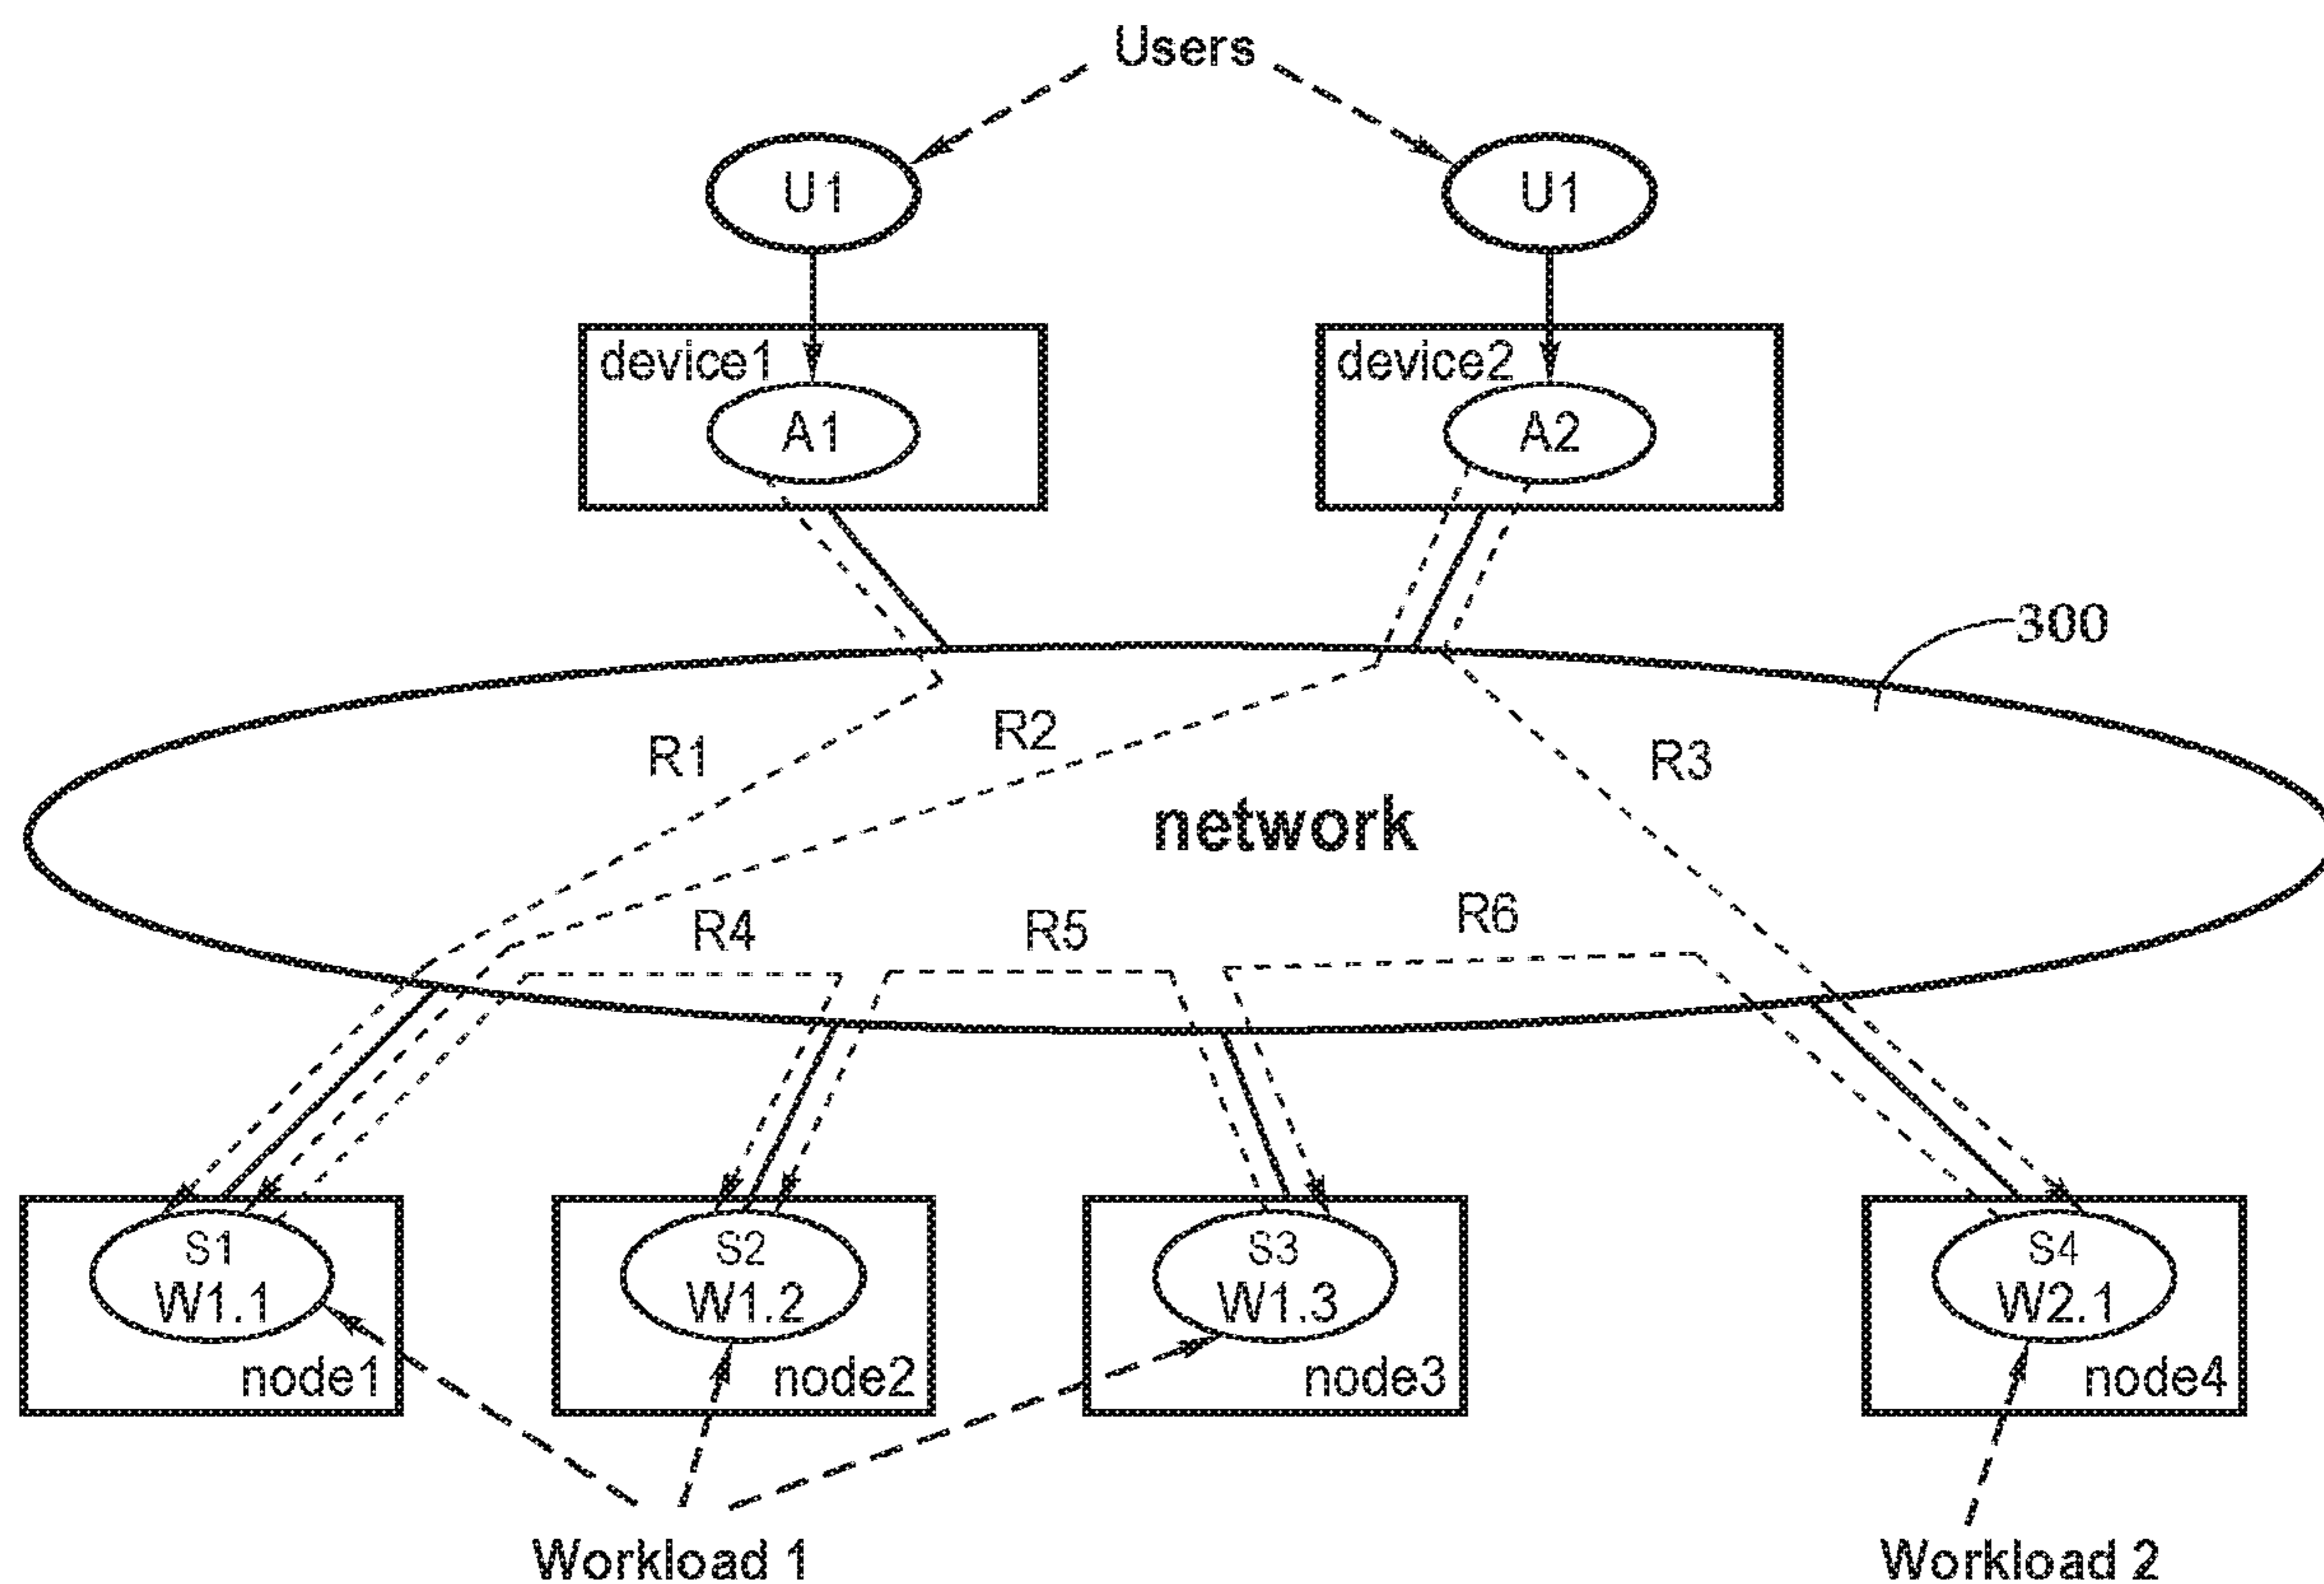 Users
U1
U1
device1
device2
A1
A2
300
R1
R2
R3
network
R4
R5
R6
S1
W1.1
node1
S2
W1.2
node2
S3
W1.3
node3
S4
W2.1
node4
Workload 1
Workload 2